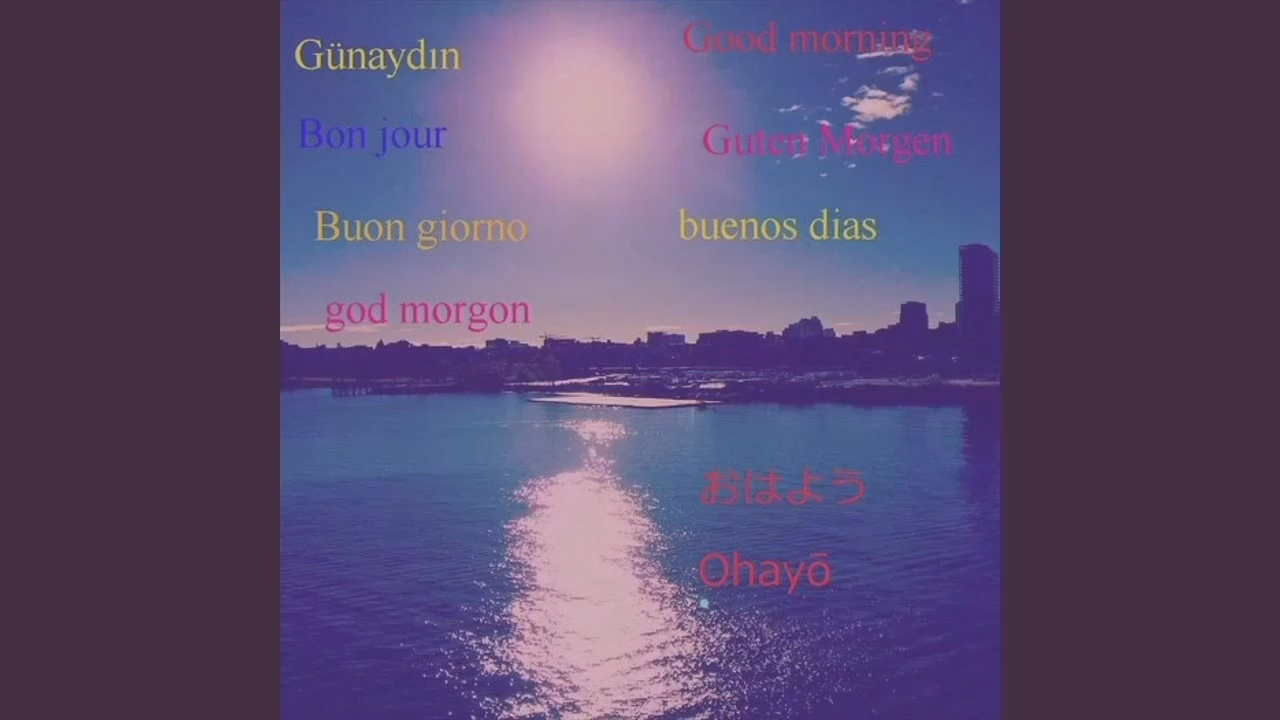 Günaydın
Good morning
Bon jour
Guten Morgen
Buon giorno
buenos dias
god morgon
おはよう
Ohayō